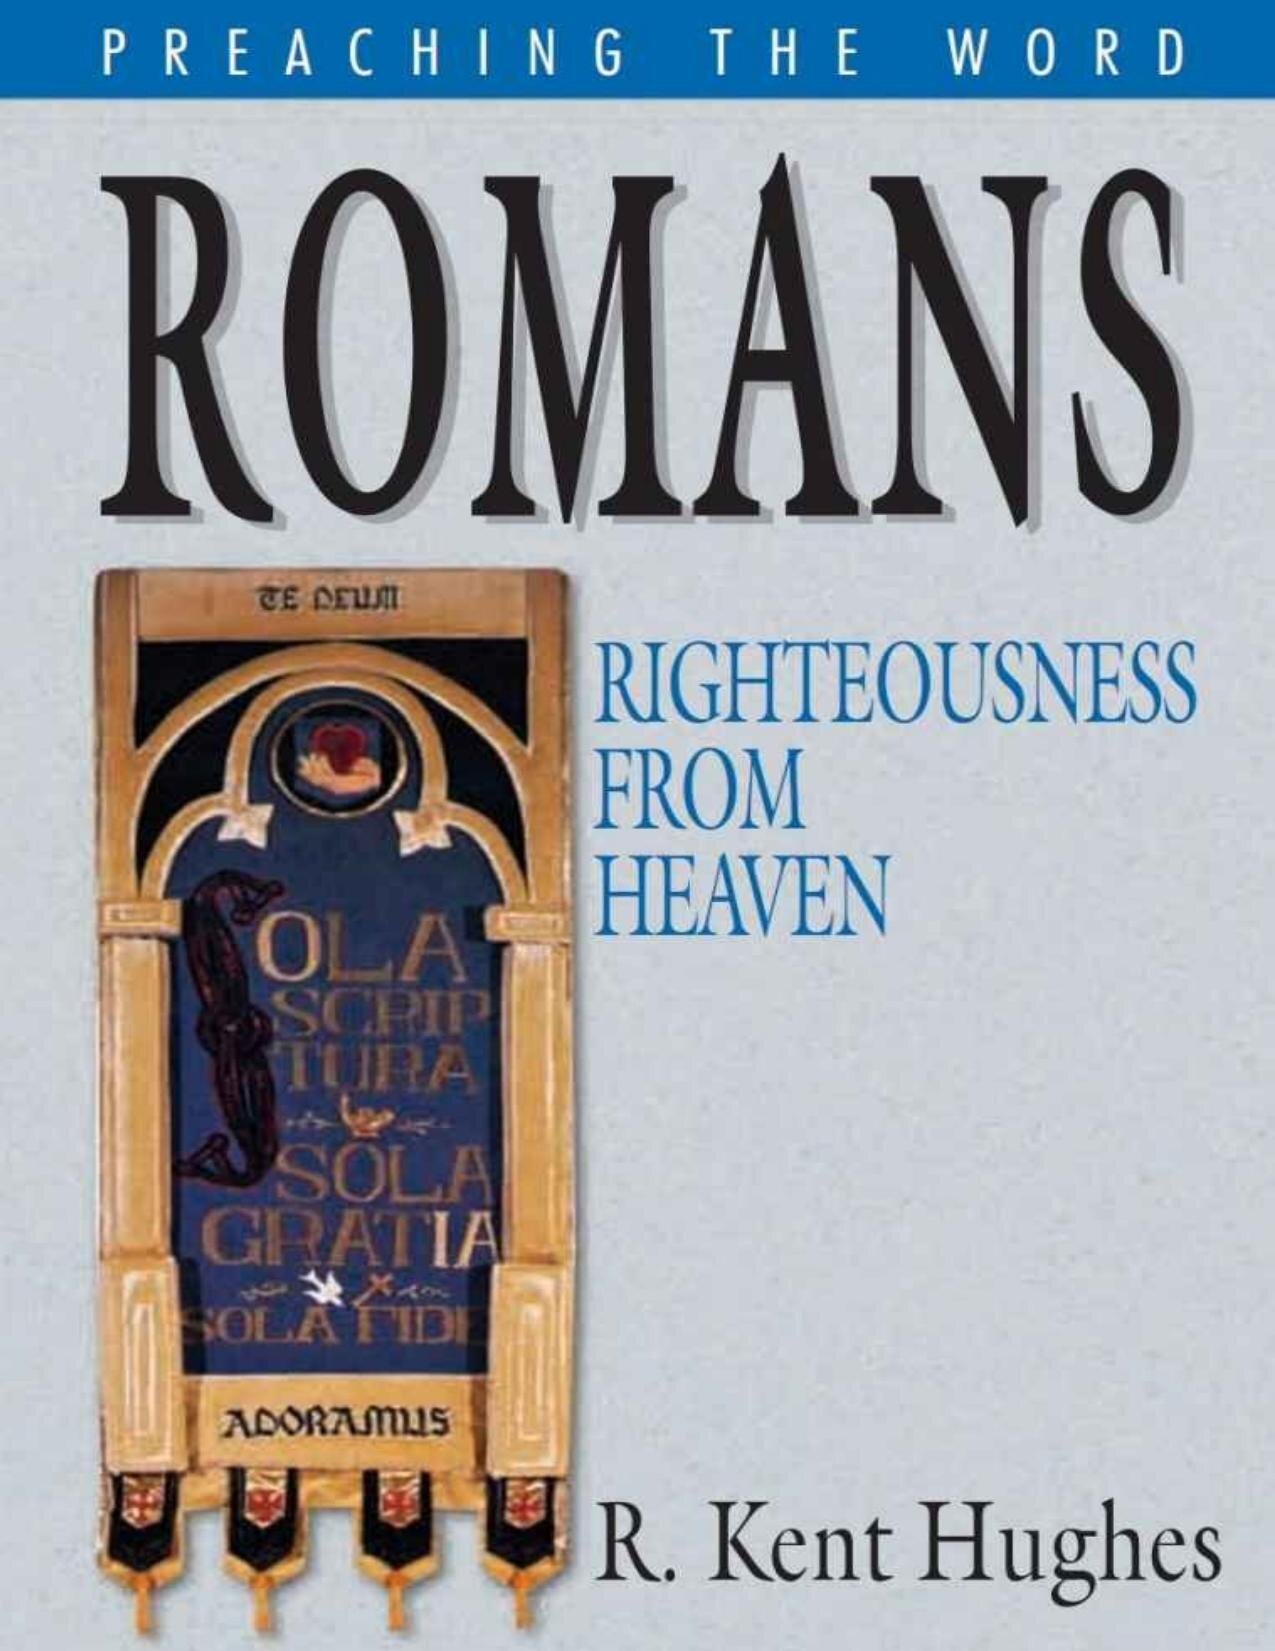 PREACHING THE WORD
ROMANS
TE DEUM
RIGHTEOUSNESS
FROM
HEAVEN
SOLA
SCRIP
TURA
SOLA
GRATIA
SOLA FIDE
ADORAMUS
R. Kent Hughes